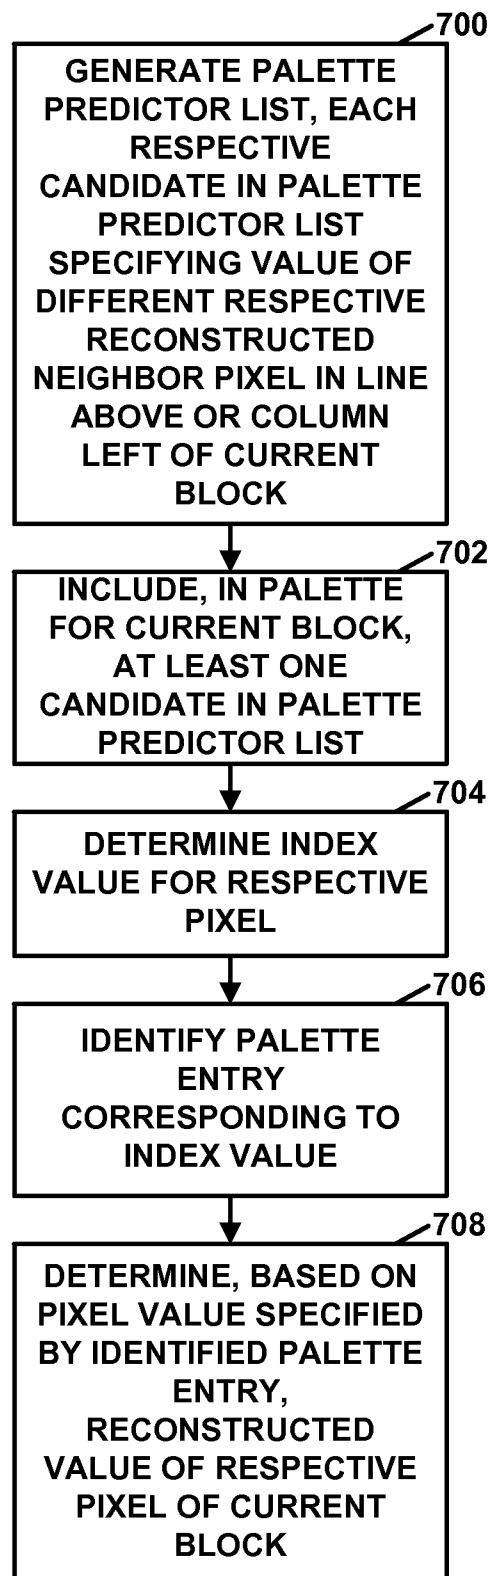 700
GENERATE PALETTE
PREDICTOR LIST, EACH
RESPECTIVE
CANDIDATE IN PALETTE
PREDICTOR LIST
SPECIFYING VALUE OF
DIFFERENT RESPECTIVE
RECONSTRUCTED
NEIGHBOR PIXEL IN LINE
ABOVE OR COLUMN
LEFT OF CURRENT
BLOCK
702
INCLUDE, IN PALETTE
FOR CURRENT BLOCK,
AT LEAST ONE
CANDIDATE IN PALETTE
PREDICTOR LIST
704
DETERMINE INDEX
VALUE FOR RESPECTIVE
PIXEL
706
IDENTIFY PALETTE
ENTRY
CORRESPONDING TO
INDEX VALUE
708
DETERMINE, BASED ON
PIXEL VALUE SPECIFIED
BY IDENTIFIED PALETTE
ENTRY,
RECONSTRUCTED
VALUE OF RESPECTIVE
PIXEL OF CURRENT
BLOCK